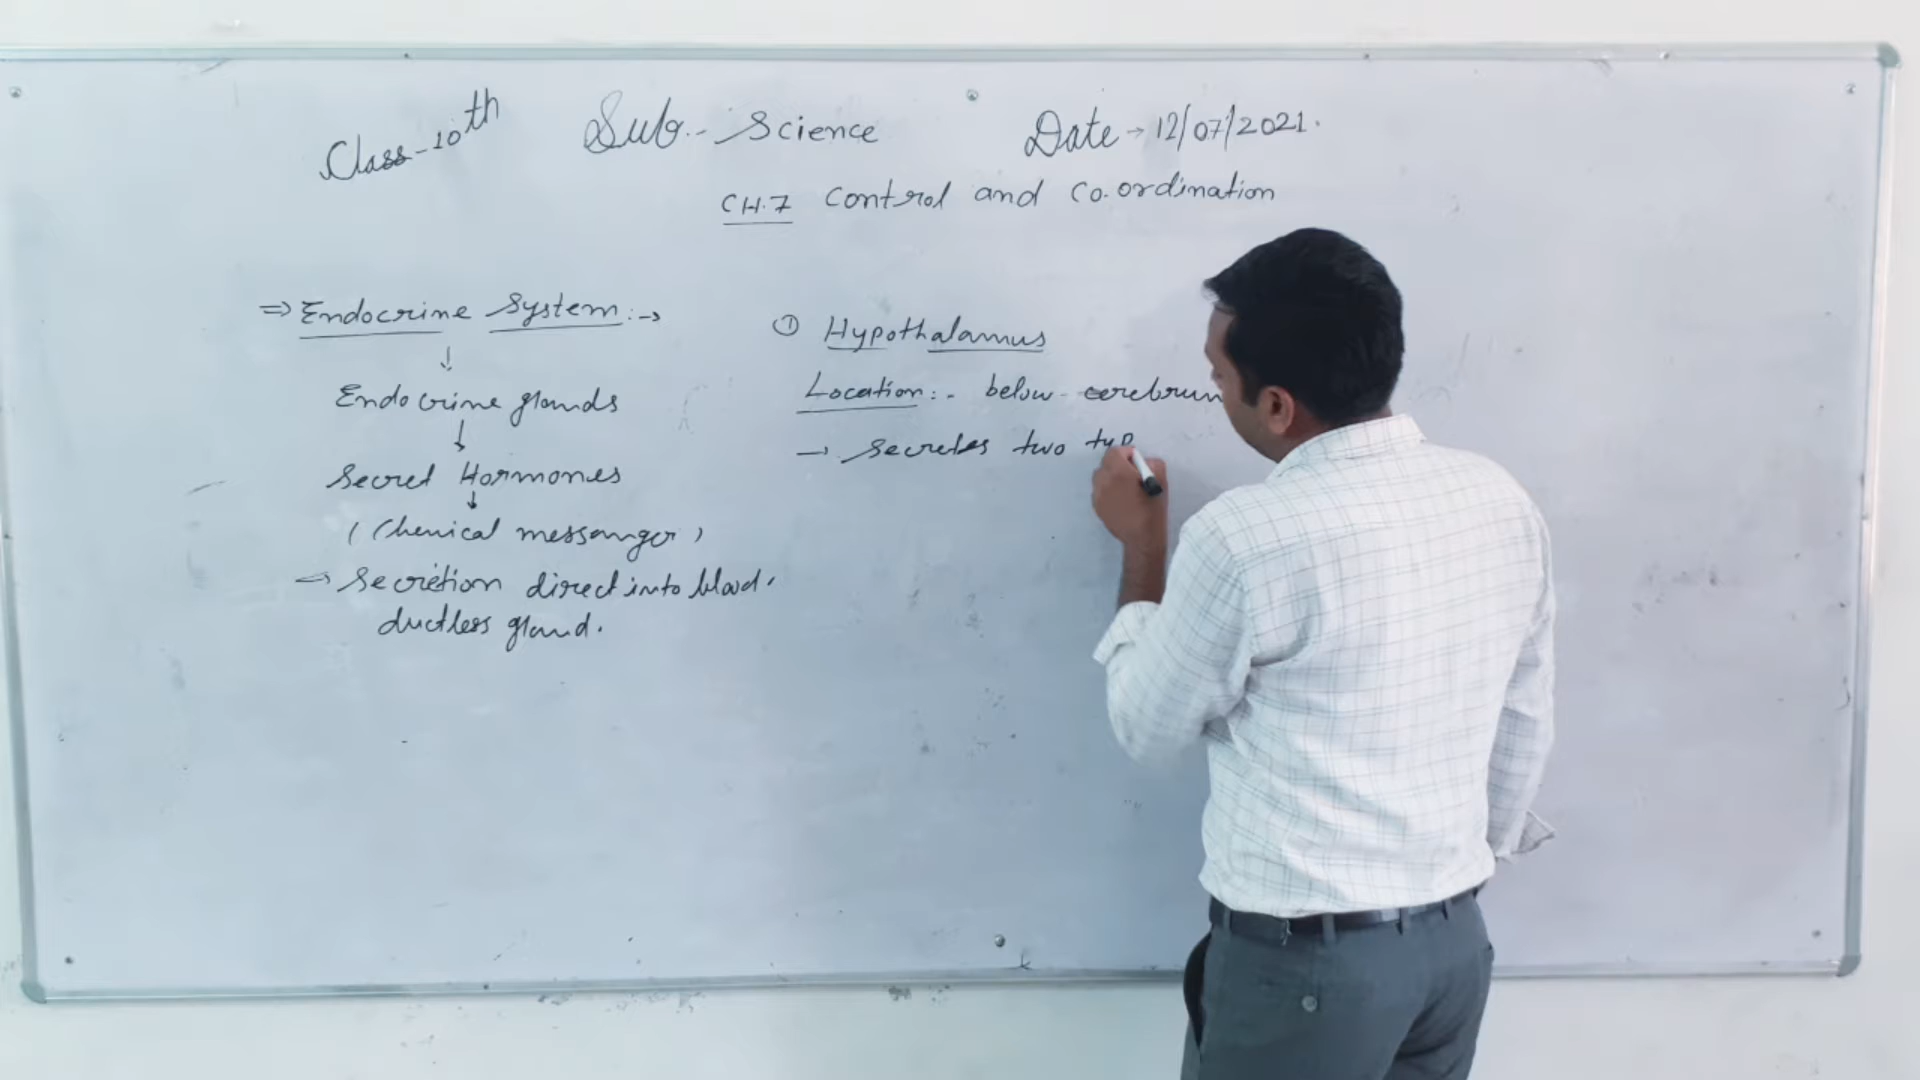 Class-10th Sub.- Science Date → 12/07/2021.
CH.7 Control and Co.ordination
⇒ Endocrine System:→
↓
Endocrine glands
↓
Secret Hormones
↓
(Chemical messanger)
→ Secretion direct into blood.
ductless gland.
① Hypothalamus
Location:- below cerebrum
→ Secretes two typ